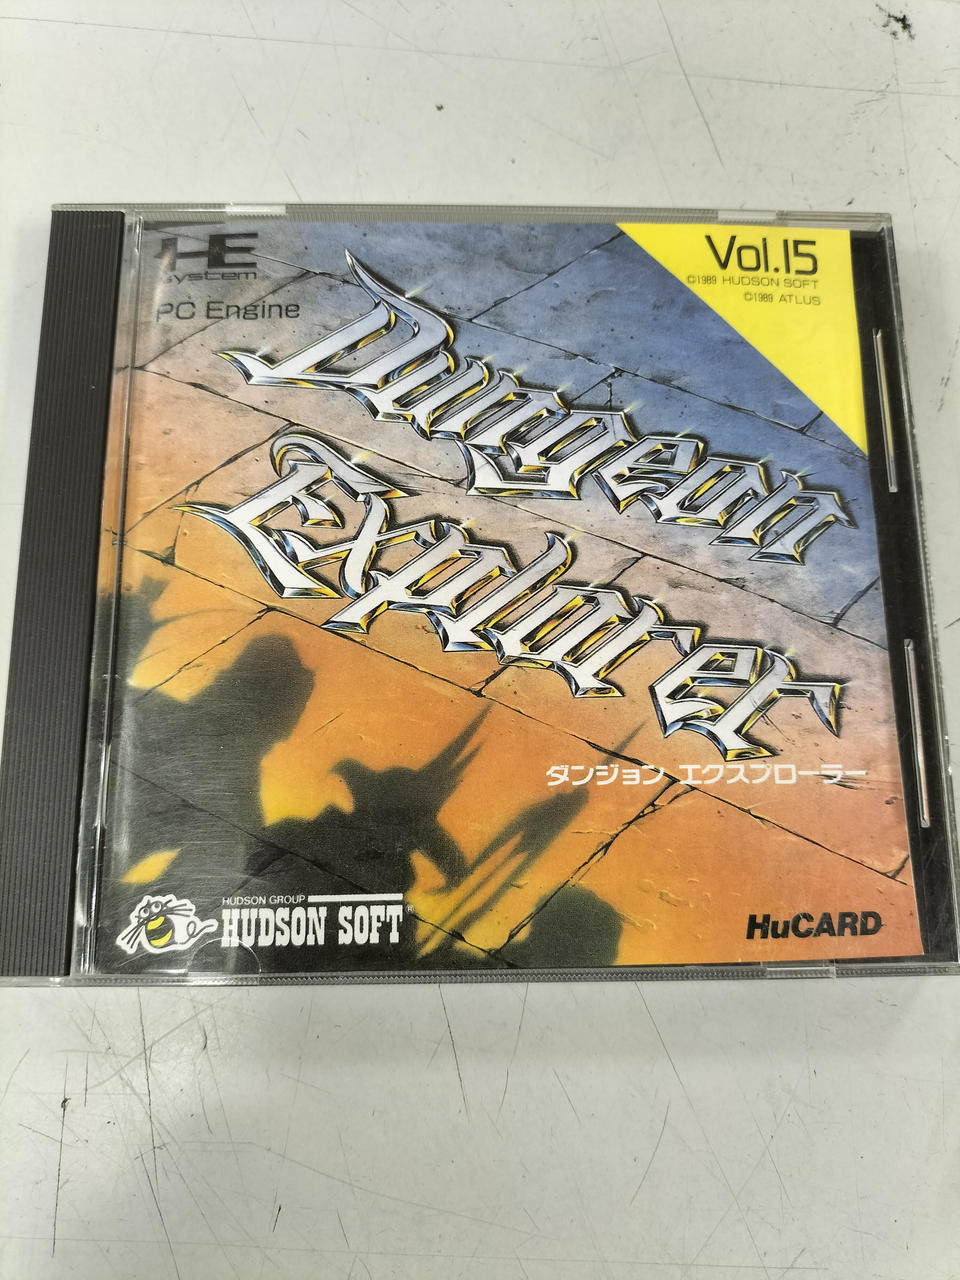 HE
system
PC Engine
Vol.15
©1989 HUDSON SOFT
©1989 ATLUS
Dungeon
Explorer
ダンジョン エクスプローラー
HUDSON GROUP
HUDSON SOFT®
HuCARD